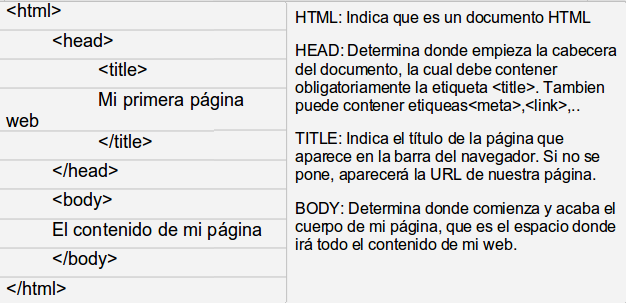 <html>
<head>
<title>
Mi primera página
web
</title>
</head>
<body>
El contenido de mi página
</body>
</html>
HTML: Indica que es un documento HTML
HEAD: Determina donde empieza la cabecera
del documento, la cual debe contener
obligatoriamente la etiqueta <title>. Tambien
puede contener etiqueas<meta>,<link>,..
TITLE: Indica el título de la página que
aparece en la barra del navegador. Si no se
pone, aparecerá la URL de nuestra página.
BODY: Determina donde comienza y acaba el
cuerpo de mi página, que es el espacio donde
irá todo el contenido de mi web.